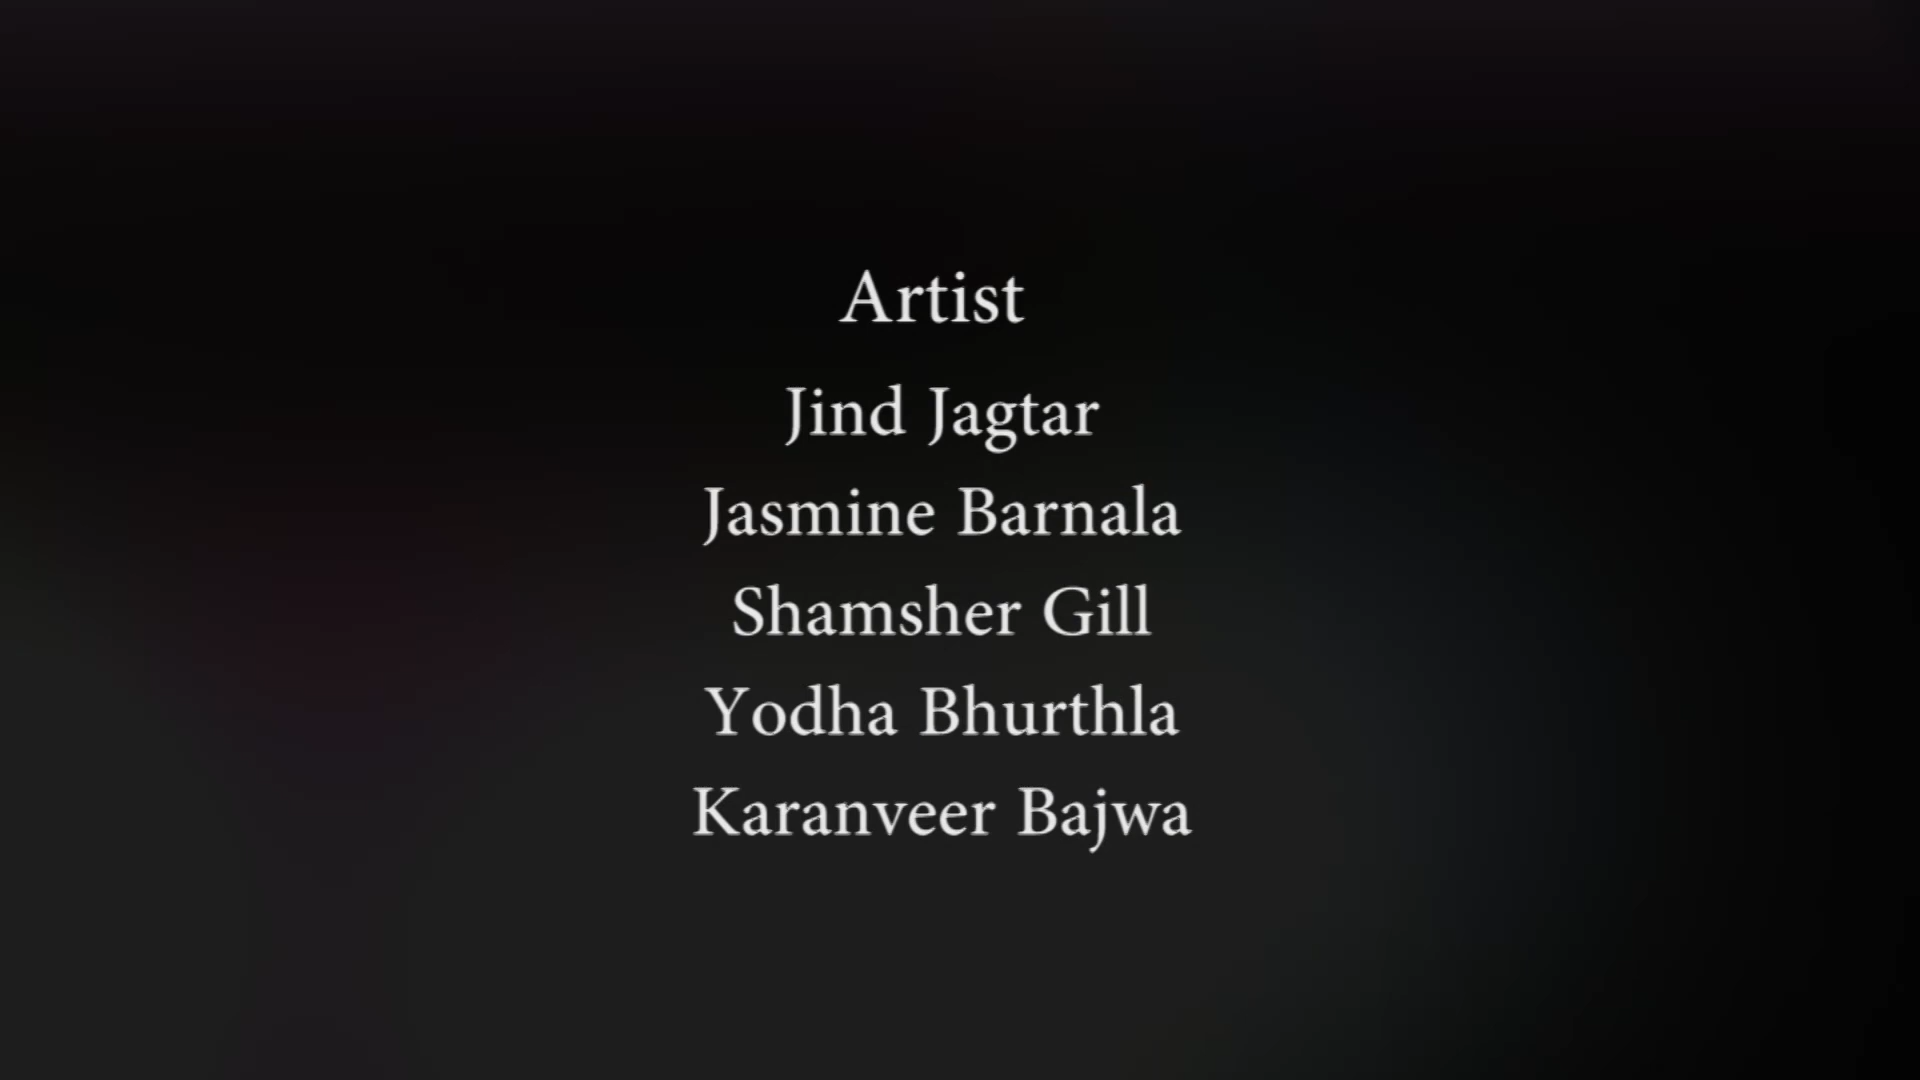 Artist
Jind Jagtar
Jasmine Barnala
Shamsher Gill
Yodha Bhurthla
Karanveer Bajwa